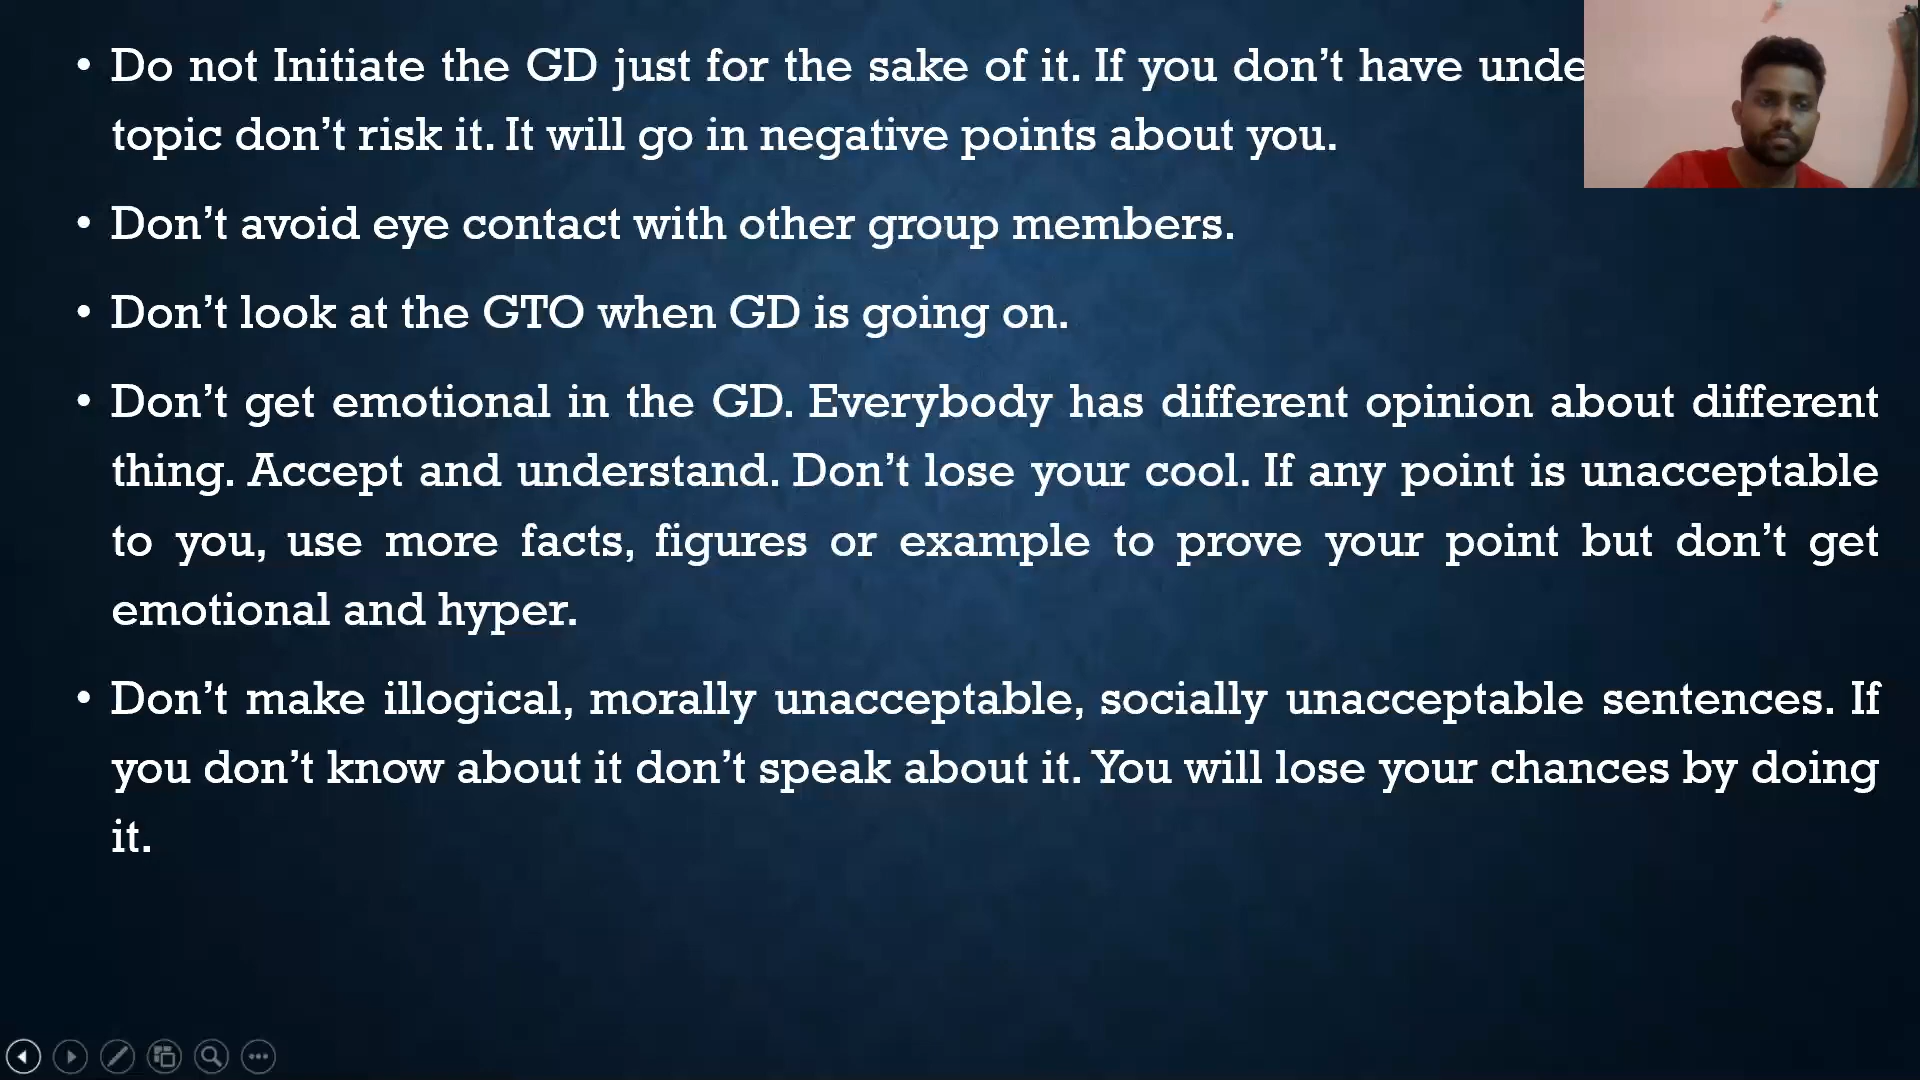 • Do not Initiate the GD just for the sake of it. If you don’t have
topic don’t risk it. It will go in negative points about you.
• Don’t avoid eye contact with other group members.
• Don’t look at the GTO when GD is going on.
• Don’t get emotional in the GD. Everybody has different opinion about different
thing. Accept and understand. Don’t lose your cool. If any point is unacceptable
to you, use more facts, figures or example to prove your point but don’t get
emotional and hyper.
• Don’t make illogical, morally unacceptable, socially unacceptable sentences. If
you don’t know about it don’t speak about it. You will lose your chances by doing
it.